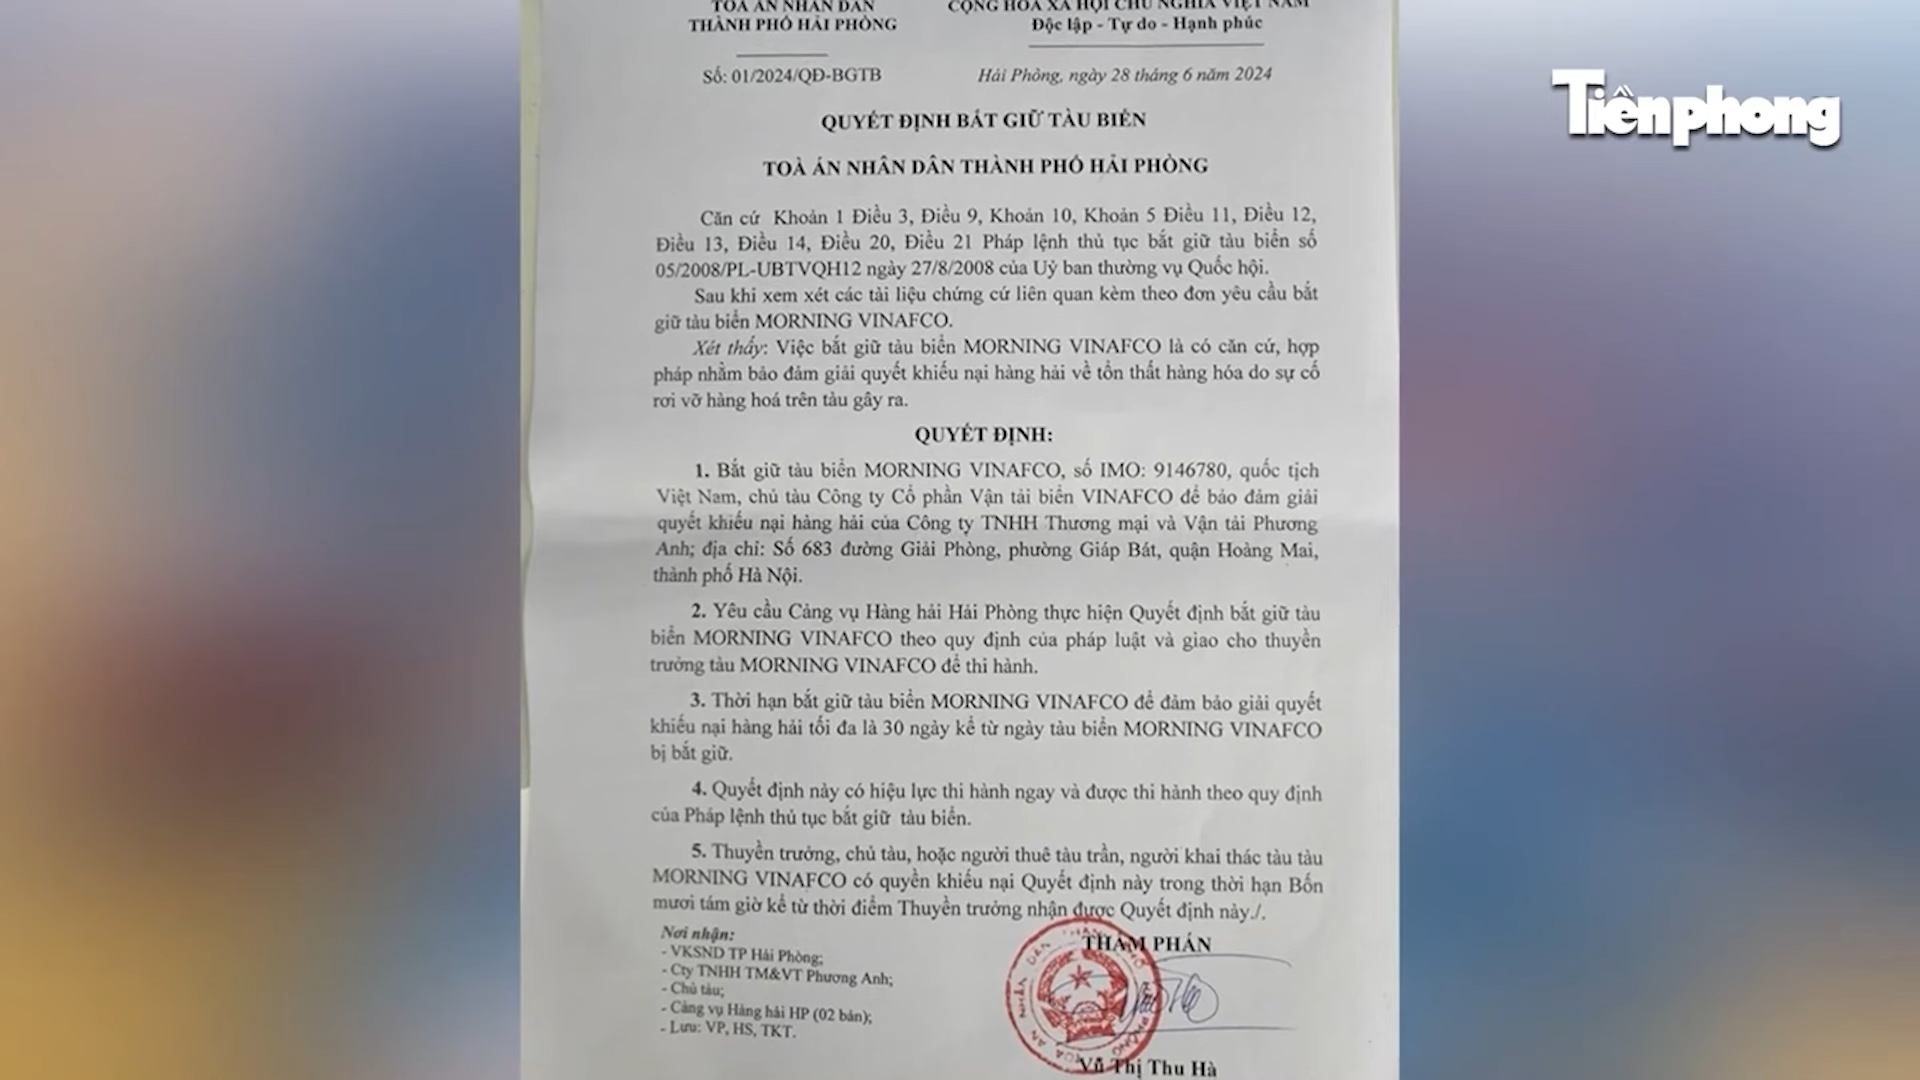 TOÀ ÁN NHÂN DÂN
THÀNH PHỐ HẢI PHÒNG
CỘNG HÒA XÃ HỘI CHỦ NGHĨA VIỆT NAM
Độc lập - Tự do - Hạnh phúc
Số: 01/2024/QĐ-BGTB
Hải Phòng, ngày 28 tháng 6 năm 2024
Tiền phong
QUYẾT ĐỊNH BẮT GIỮ TÀU BIỂN
TOÀ ÁN NHÂN DÂN THÀNH PHỐ HẢI PHÒNG
Căn cứ Khoản 1 Điều 3, Điều 9, Khoản 10, Khoản 5 Điều 11, Điều 12,
Điều 13, Điều 14, Điều 20, Điều 21 Pháp lệnh thủ tục bắt giữ tàu biển số
05/2008/PL-UBTVQH12 ngày 27/8/2008 của Uỷ ban thường vụ Quốc hội.
Sau khi xem xét các tài liệu chứng cứ liên quan kèm theo đơn yêu cầu bắt
giữ tàu biển MORNING VINAFCO.
Xét thấy: Việc bắt giữ tàu biển MORNING VINAFCO là có căn cứ, hợp
pháp nhằm bảo đảm giải quyết khiếu nại hàng hải về tổn thất hàng hóa do sự cố
rơi vỡ hàng hoá trên tàu gây ra.
QUYẾT ĐỊNH:
1. Bắt giữ tàu biển MORNING VINAFCO, số IMO: 9146780, quốc tịch
Việt Nam, chủ tàu Công ty Cổ phần Vận tải biển VINAFCO để bảo đảm giải
quyết khiếu nại hàng hải của Công ty TNHH Thương mại và Vận tải Phương
Anh; địa chỉ: Số 683 đường Giải Phòng, phường Giáp Bát, quận Hoàng Mai,
thành phố Hà Nội.
2. Yêu cầu Cảng vụ Hàng hải Hải Phòng thực hiện Quyết định bắt giữ tàu
biển MORNING VINAFCO theo quy định của pháp luật và giao cho thuyền
trưởng tàu MORNING VINAFCO để thi hành.
3. Thời hạn bắt giữ tàu biển MORNING VINAFCO để đảm bảo giải quyết
khiếu nại hàng hải tối đa là 30 ngày kể từ ngày tàu biển MORNING VINAFCO
bị bắt giữ.
4. Quyết định này có hiệu lực thi hành ngay và được thi hành theo quy định
của Pháp lệnh thủ tục bắt giữ tàu biển.
5. Thuyền trưởng, chủ tàu, hoặc người thuê tàu trần, người khai thác tàu tàu
MORNING VINAFCO có quyền khiếu nại Quyết định này trong thời hạn Bốn
mươi tám giờ kể từ thời điểm Thuyền trưởng nhận được Quyết định này./.
Nơi nhận:
- VKSND TP Hải Phòng;
- Cty TNHH TM&VT Phương Anh;
- Chủ tàu;
- Cảng vụ Hàng hải HP (02 bản);
- Lưu: VP, HS, TKT.
THẨM PHÁN
Vũ Thị Thu Hà